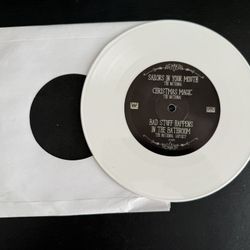 SAILORS IN YOUR MOUTH
THE NATIONAL
CHRISTMAS MAGIC
THE NATIONAL
BAD STUFF HAPPENS
IN THE BATHROOM
THE NATIONAL